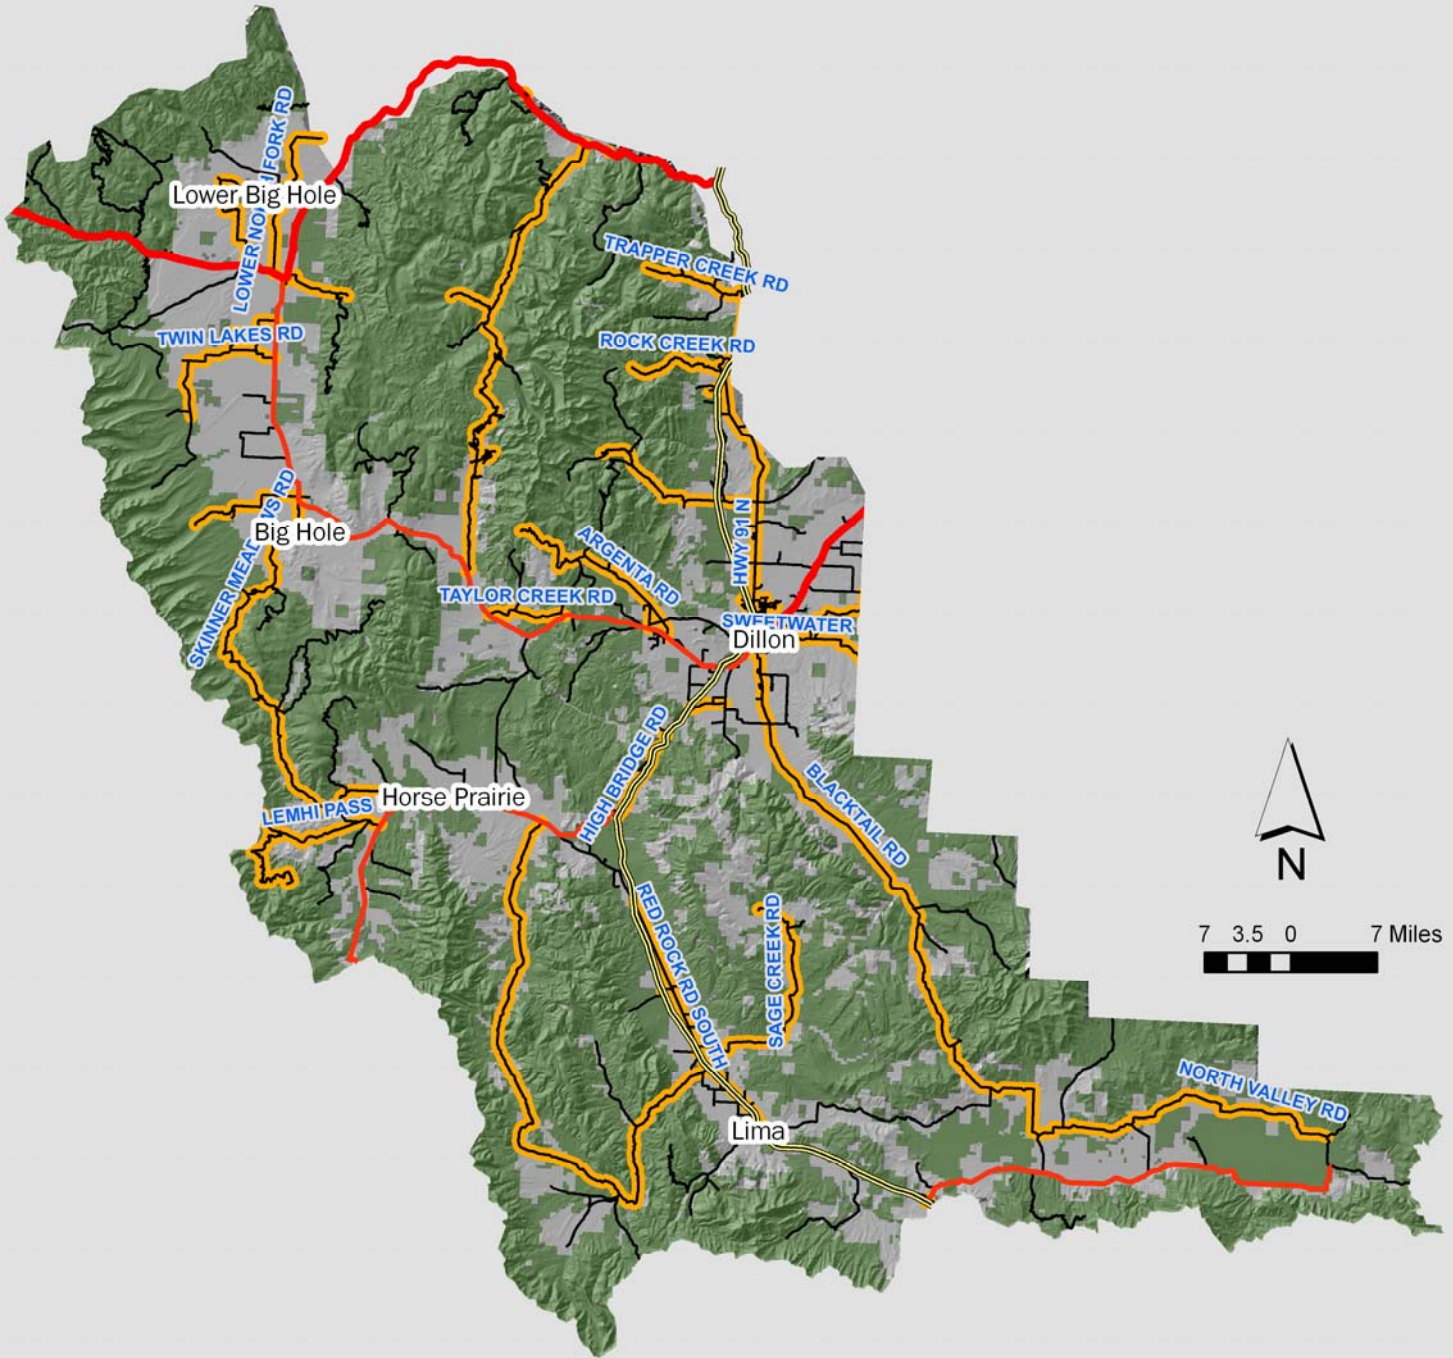 LOWER NORTH FORK RD
Lower Big Hole
TRAPPER CREEK RD
TWIN LAKES RD
ROCK CREEK RD
SKINNER MEADOWS RD
Big Hole
HWY 91 N
ARGENTA RD
TAYLOR CREEK RD
SWEETWATER
Dillon
HIGH BRIDGE RD
BLACKTAIL RD
Horse Prairie
LEMHI PASS
N
RED ROCK RD SOUTH
SAGE CREEK RD
7 3.5 0 7 Miles
NORTH VALLEY RD
Lima